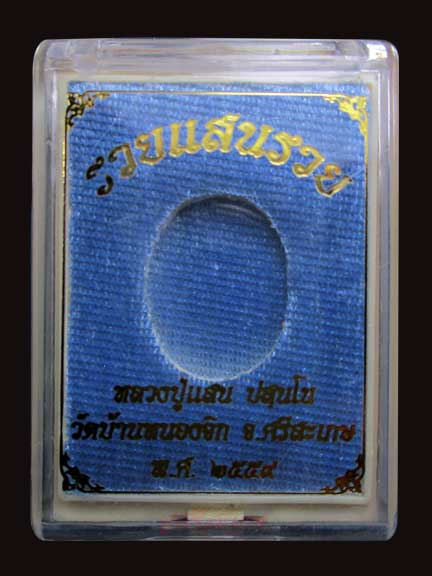 รวยแสนรวย
หลวงปู่แสน ปสนฺโน
วัดบ้านหนองจิก จ.ศรีสะเกษ
พ.ศ. ๒๕๕๙